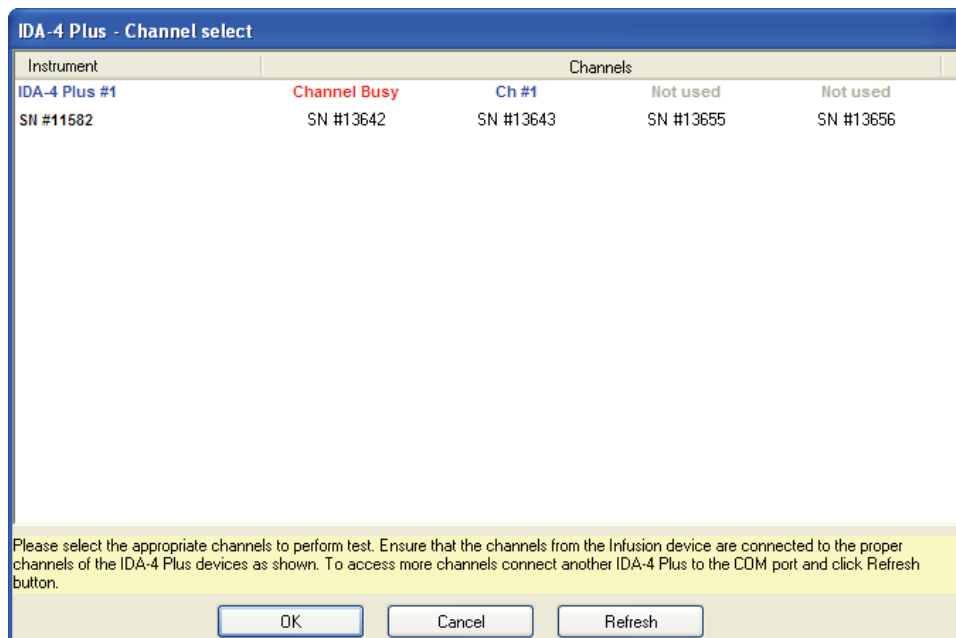 IDA-4 Plus - Channel select
Instrument Channels
IDA-4 Plus #1 Channel Busy Ch #1 Not used Not used
SN #11582 SN #13642 SN #13643 SN #13655 SN #13656
Please select the appropriate channels to perform test. Ensure that the channels from the Infusion device are connected to the proper
channels of the IDA-4 Plus devices as shown. To access more channels connect another IDA-4 Plus to the COM port and click Refresh
button.
OK Cancel Refresh